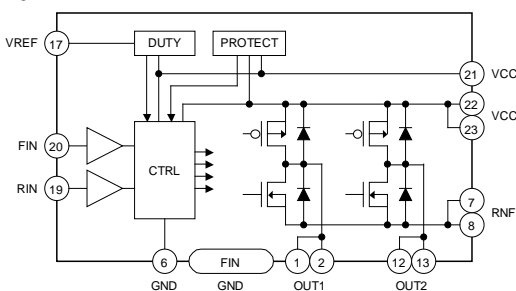 VREF 17 DUTY PROTECT
21 VCC
22 VCC
23
FIN 20
CTRL
RIN 19
7 RNF
8
6 FIN 1 2 12 13
GND GND OUT1 OUT2